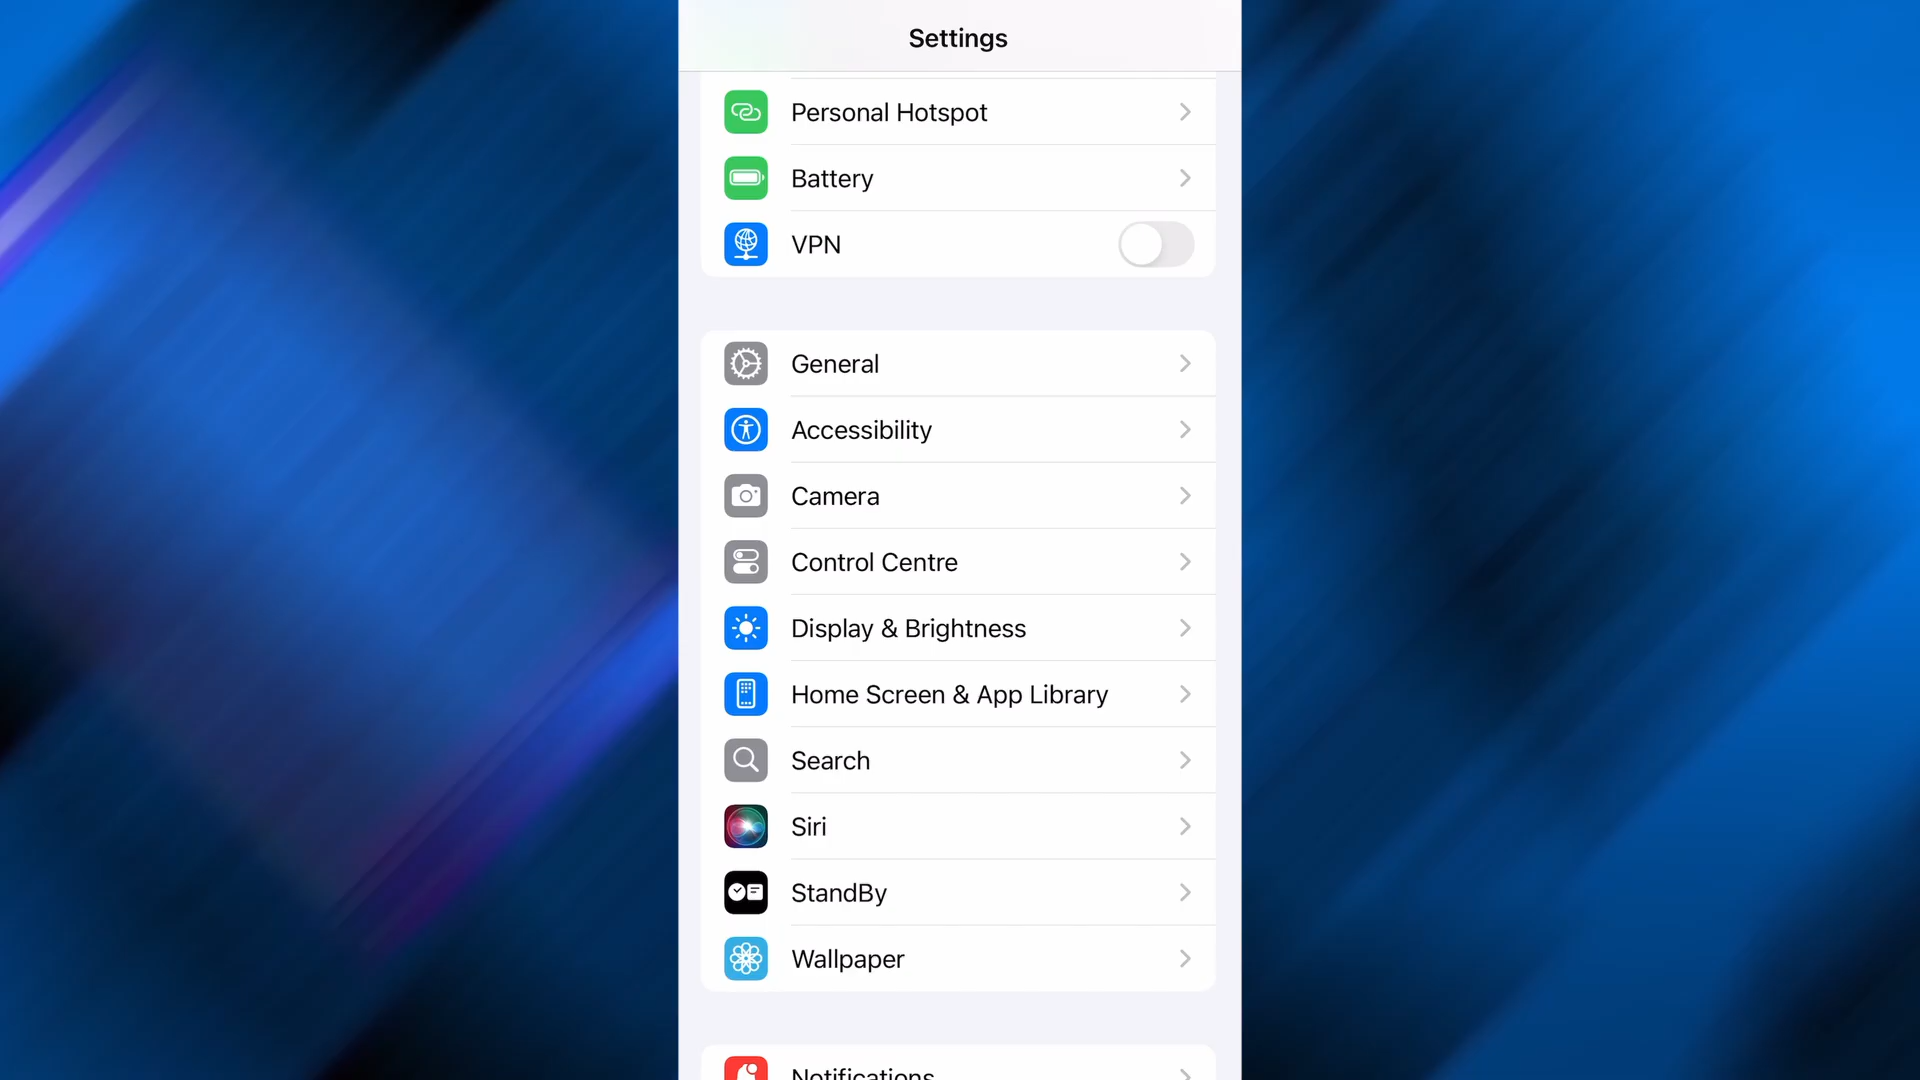 Settings
Personal Hotspot
Battery
VPN
General
Accessibility
Camera
Control Centre
Display & Brightness
Home Screen & App Library
Search
Siri
StandBy
Wallpaper
Notifications